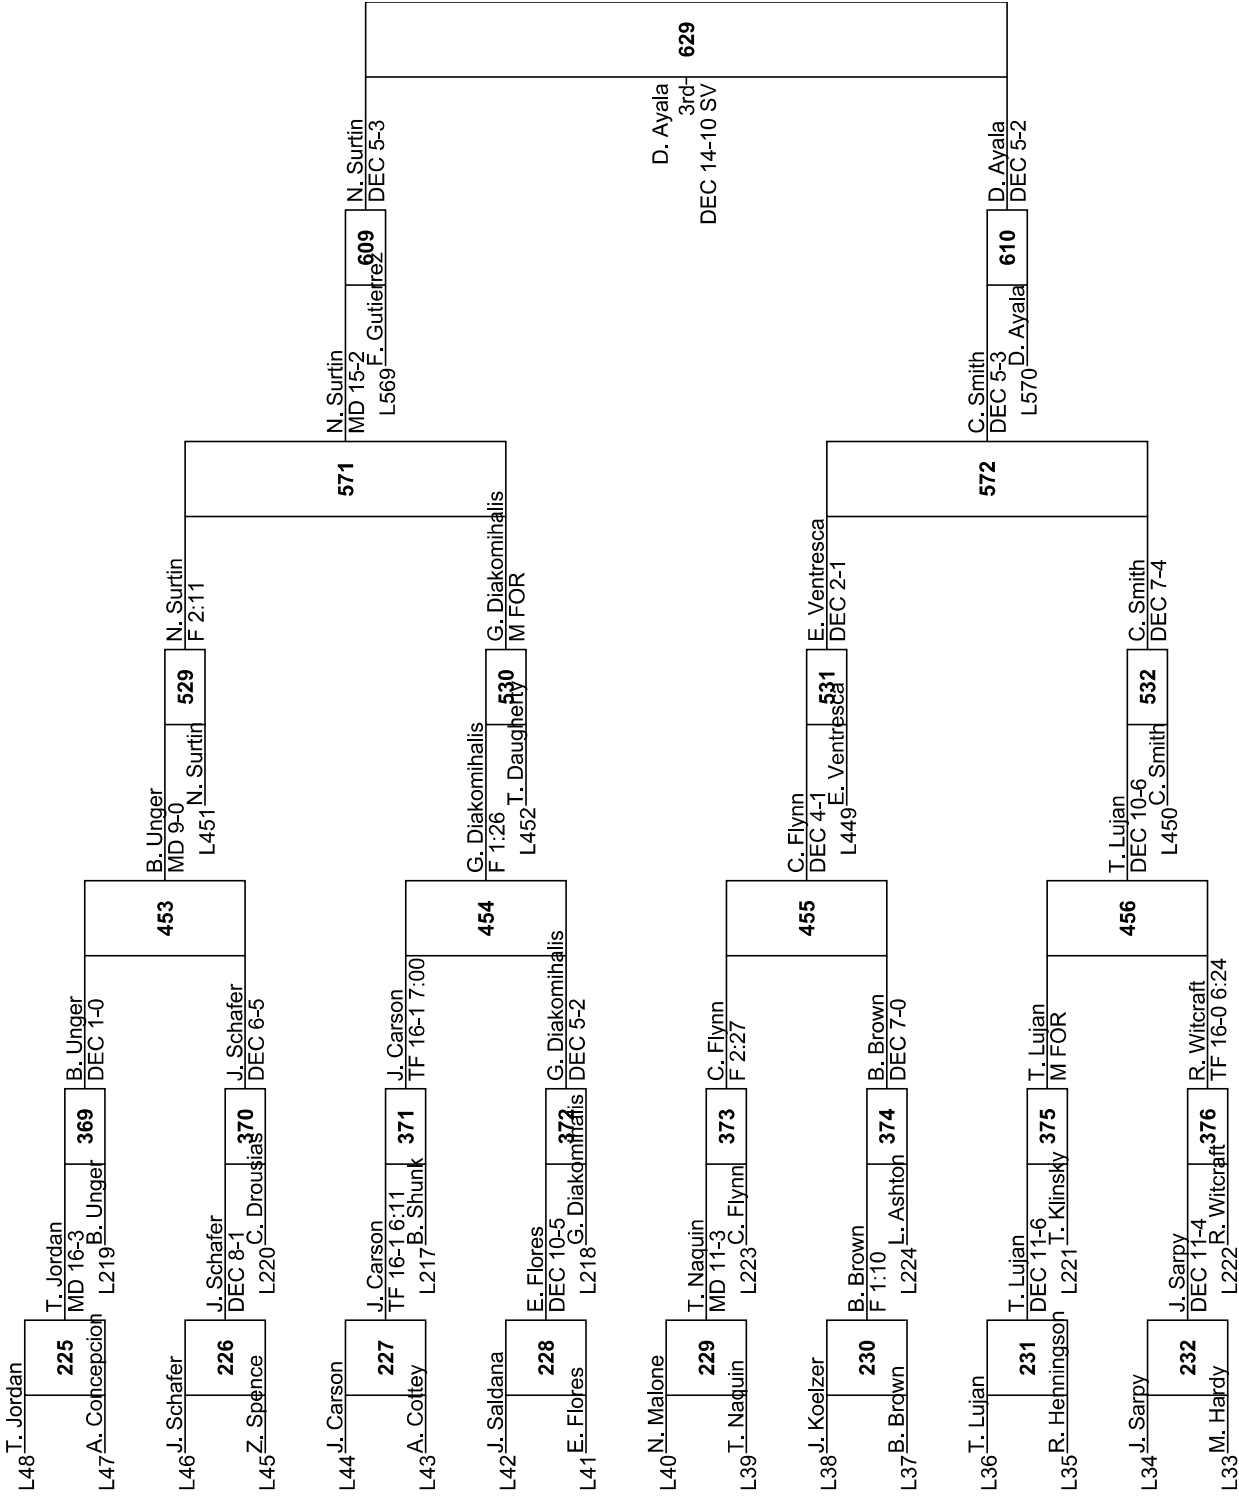 L48
T. Jordan
225
A. Concepcion
L47
T. Jordan
MD 16-3
369
B. Unger
L219
L46
J. Schafer
226
Z. Spence
L45
J. Schafer
DEC 8-1
370
C. Drousias
L220
B. Unger
DEC 1-0
453
J. Schafer
DEC 6-5
B. Unger
MD 9-0
529
N. Surtin
L451
L44
J. Carson
227
A. Cottey
L43
J. Carson
TF 16-1 6:11
371
B. Shunk
L217
L42
J. Saldana
228
E. Flores
L41
E. Flores
DEC 10-5
372
G. Diakomihalis
L218
J. Carson
TF 16-1 7:00
454
G. Diakomihalis
DEC 5-2
G. Diakomihalis
F 1:26
530
T. Daugherty
L452
N. Surtin
F 2:11
571
G. Diakomihalis
M FOR
N. Surtin
MD 15-2
609
F. Gutierrez
L569
N. Surtin
DEC 5-3
L40
N. Malone
229
T. Naquin
L39
T. Naquin
MD 11-3
373
C. Flynn
L223
L38
J. Koelzer
230
B. Brown
L37
B. Brown
F 1:10
374
L. Ashton
L224
C. Flynn
F 2:27
455
B. Brown
DEC 7-0
C. Flynn
DEC 4-1
531
E. Ventresca
L449
L36
T. Lujan
231
R. Henningson
L35
T. Lujan
DEC 11-6
375
T. Klinsky
L221
L34
J. Sarpy
232
M. Hardy
L33
J. Sarpy
DEC 11-4
376
R. Witcraft
L222
T. Lujan
M FOR
456
R. Witcraft
TF 16-0 6:24
T. Lujan
DEC 10-6
532
C. Smith
L450
E. Ventresca
DEC 2-1
572
C. Smith
DEC 7-4
C. Smith
DEC 5-3
610
D. Ayala
L570
D. Ayala
DEC 5-2
629
D. Ayala
3rd
DEC 14-10 SV